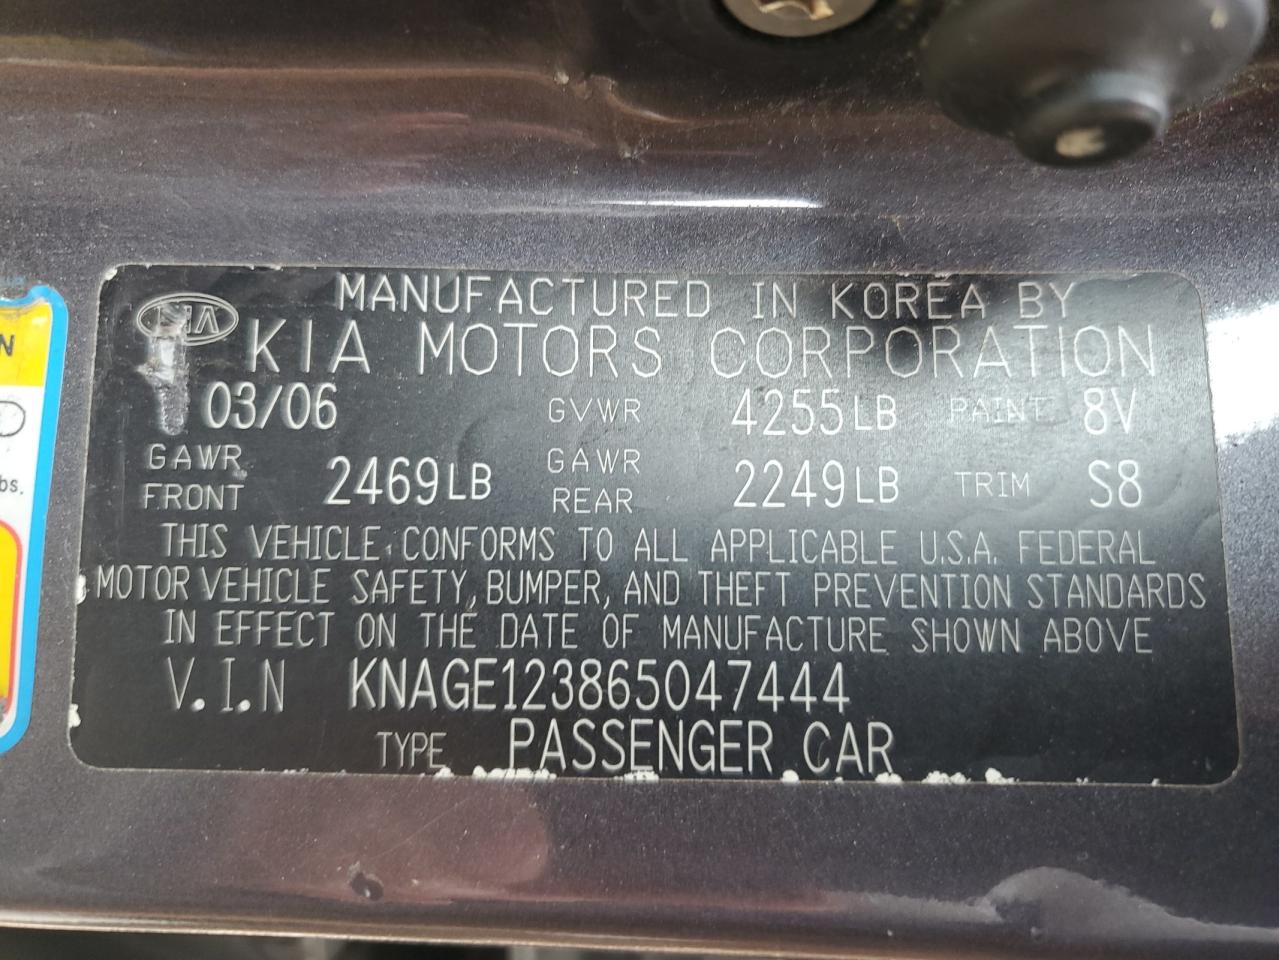 MANUFACTURED IN KOREA BY
KIA KIA MOTORS CORPORATION
03/06 GVWR 4255LB PAINT 8V
GAWR FRONT 2469LB GAWR REAR 2249LB TRIM S8
THIS VEHICLE CONFORMS TO ALL APPLICABLE U.S.A. FEDERAL
MOTOR VEHICLE SAFETY, BUMPER, AND THEFT PREVENTION STANDARDS
IN EFFECT ON THE DATE OF MANUFACTURE SHOWN ABOVE
V.I.N KNAGE123865047444
TYPE PASSENGER CAR
N
bs.